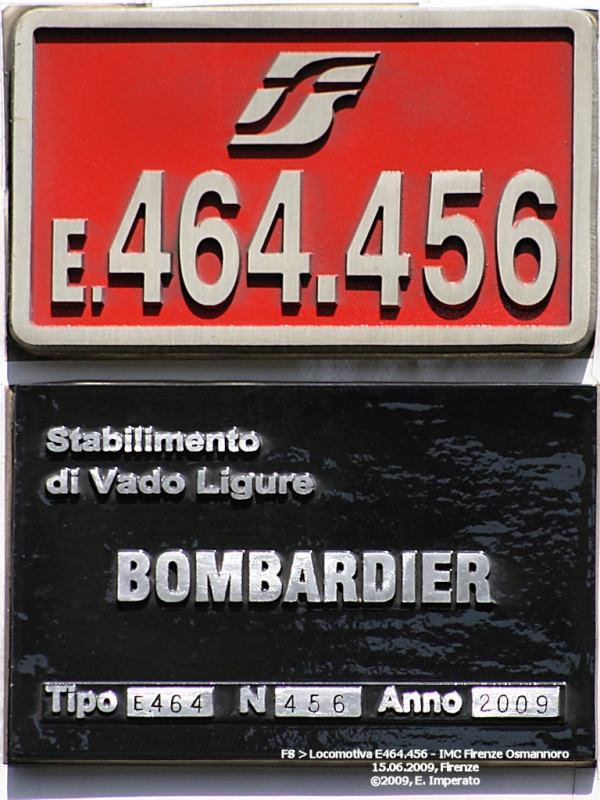 FS
E.464.456
Stabilimento
di Vado Ligure
BOMBARDIER
Tipo E464 N 456 Anno 2009
FS > Locomotiva E464.456 - IMC Firenze Osmannoro
15.06.2009, Firenze
©2009, E. Imperato